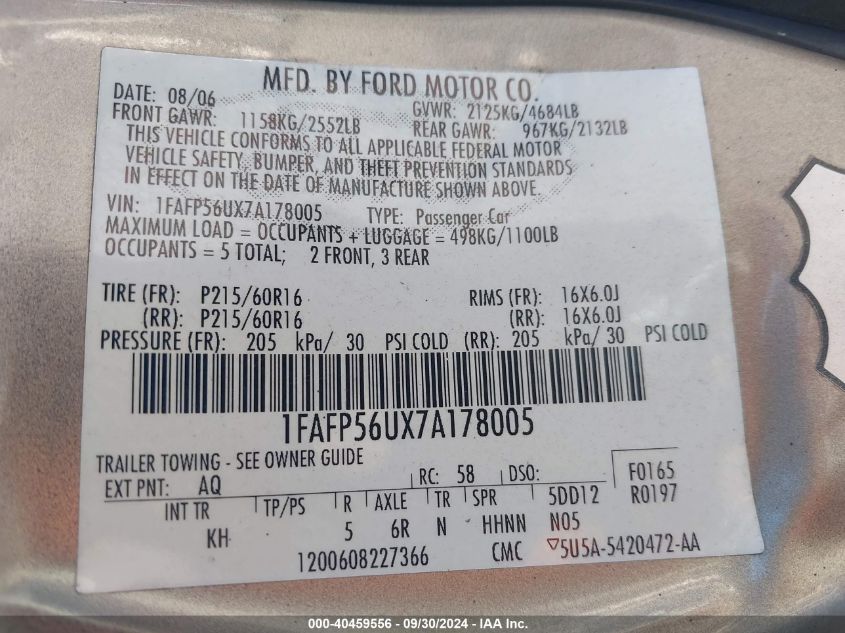 MFD. BY FORD MOTOR CO.
DATE: 08/06 GVWR: 2125KG/4684LB
FRONT GAWR: 1158KG/2552LB REAR GAWR: 967KG/2132LB
THIS VEHICLE CONFORMS TO ALL APPLICABLE FEDERAL MOTOR
VEHICLE SAFETY, BUMPER, AND THEFT PREVENTION STANDARDS
IN EFFECT ON THE DATE OF MANUFACTURE SHOWN ABOVE.
VIN: 1FAFP56UX7A178005 TYPE: Passenger Car
MAXIMUM LOAD = OCCUPANTS + LUGGAGE = 498KG/1100LB
OCCUPANTS = 5 TOTAL; 2 FRONT, 3 REAR
TIRE (FR): P215/60R16 RIMS (FR): 16X6.0J
(RR): P215/60R16 (RR): 16X6.0J
PRESSURE (FR): 205 kPa/ 30 PSI COLD (RR): 205 kPa/ 30 PSI COLD
1FAFP56UX7A178005
TRAILER TOWING - SEE OWNER GUIDE
EXT PNT: AQ RC: 58 DSO: F0165
INT TR TP/PS R AXLE TR SPR 5DD12 R0197
KH 5 6R N HHNN N05
1200608227366 CMC ▽5U5A-5420472-AA
000-40459556 - 09/30/2024 - IAA Inc.